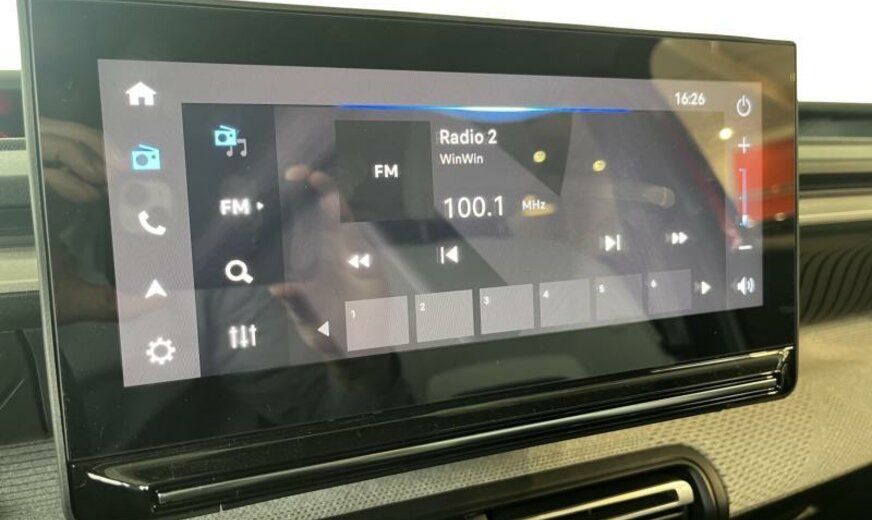 16:26
Radio 2
WinWin
FM
FM
100.1 MHz
1 2 3 4 5 6